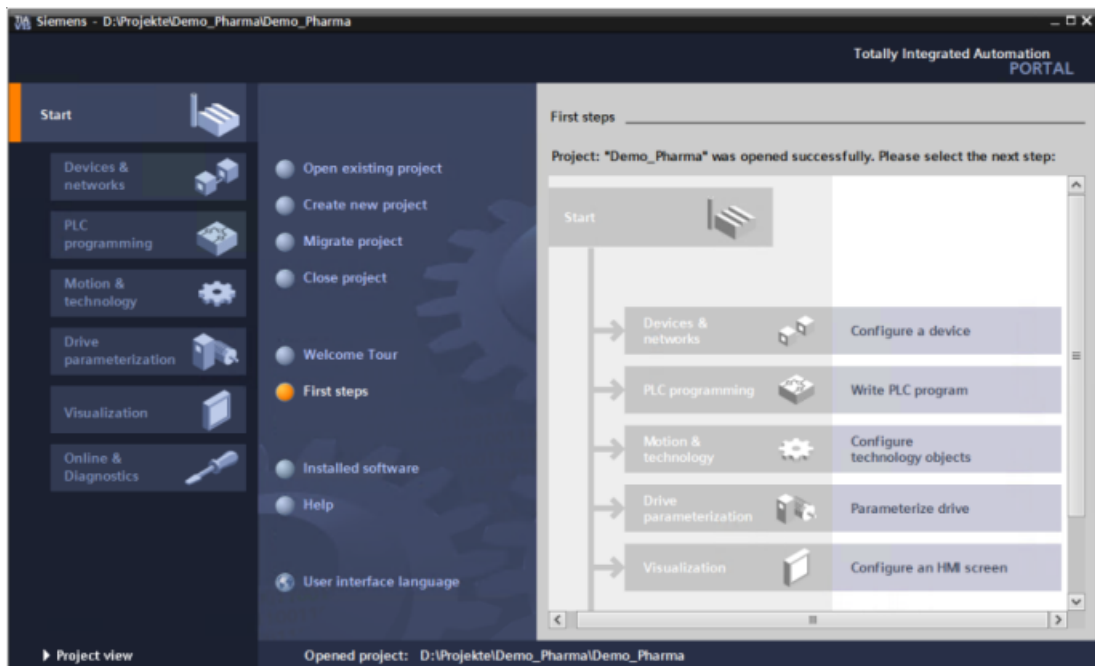 Siemens - D:\Projekte\Demo_Pharma\Demo_Pharma
Totally Integrated Automation
PORTAL
Start
Devices &
networks
PLC
programming
Motion &
technology
Drive
parameterization
Visualization
Online &
Diagnostics
Open existing project
Create new project
Migrate project
Close project
Welcome Tour
First steps
Installed software
Help
User interface language
First steps
Project: "Demo_Pharma" was opened successfully. Please select the next step:
Start
Devices &
networks
Configure a device
PLC programming
Write PLC program
Motion &
technology
Configure
technology objects
Drive
parameterization
Parameterize drive
Visualization
Configure an HMI screen
Project view
Opened project: D:\Projekte\Demo_Pharma\Demo_Pharma